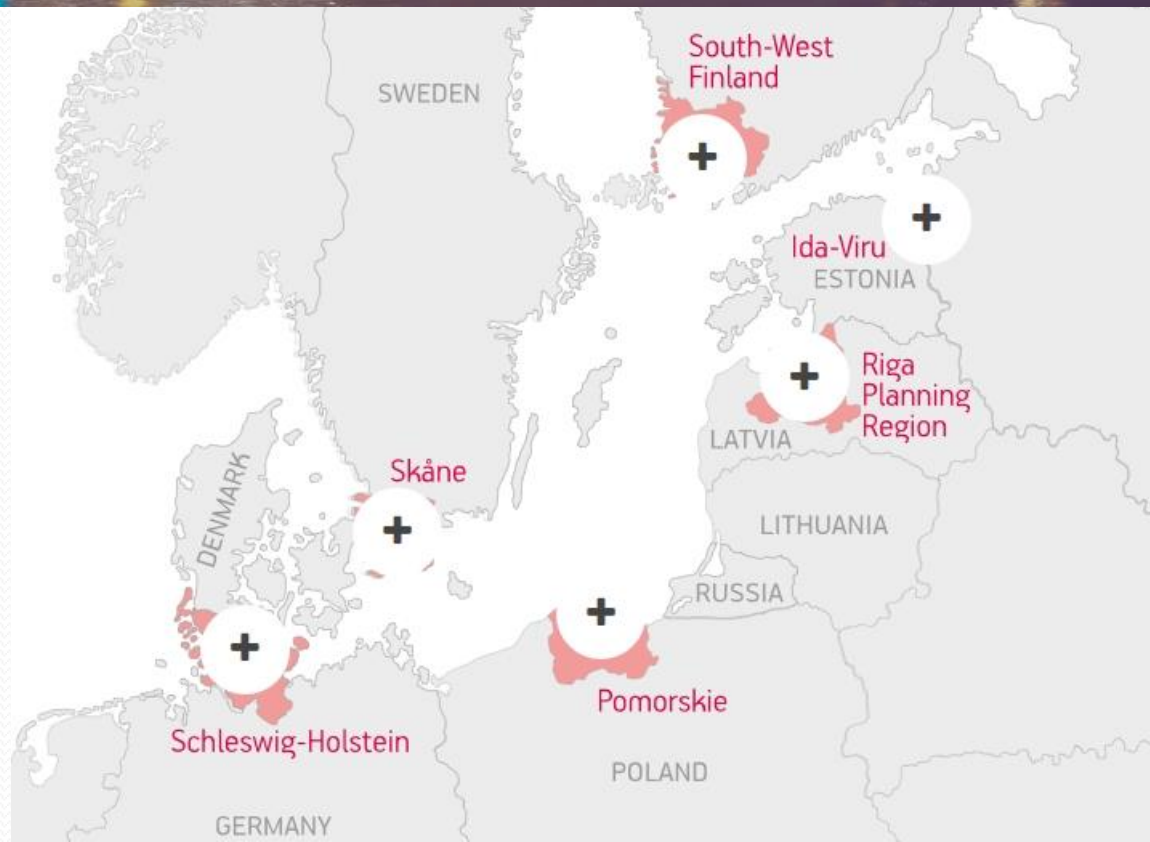 South-West
Finland
SWEDEN
Ida-Viru
ESTONIA
Riga
Planning
Region
LATVIA
Skåne
DENMARK
LITHUANIA
RUSSIA
Pomorskie
Schleswig-Holstein
POLAND
GERMANY